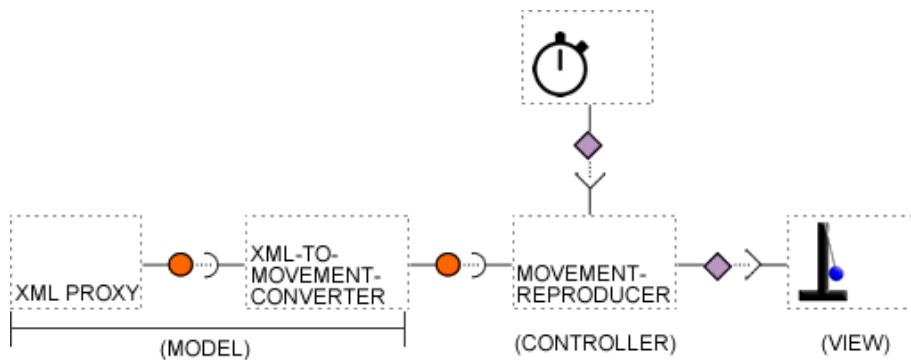 XML PROXY
XML-TO-
MOVEMENT-
CONVERTER
MOVEMENT-
REPRODUCER
(MODEL)
(CONTROLLER)
(VIEW)